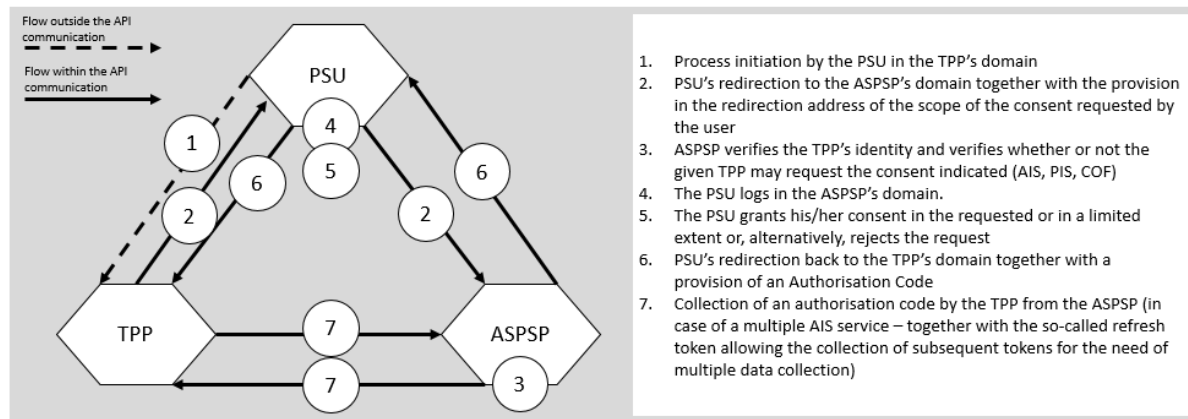 Flow outside the API
communication
Flow within the API
communication
PSU
4
5
1
2
6
2
6
TPP
7
7
ASPSP
3
1. Process initiation by the PSU in the TPP's domain
2. PSU's redirection to the ASPSP's domain together with the provision
in the redirection address of the scope of the consent requested by
the user
3. ASPSP verifies the TPP's identity and verifies whether or not the
given TPP may request the consent indicated (AIS, PIS, COF)
4. The PSU logs in the ASPSP's domain.
5. The PSU grants his/her consent in the requested or in a limited
extent or, alternatively, rejects the request
6. PSU's redirection back to the TPP's domain together with a
provision of an Authorisation Code
7. Collection of an authorisation code by the TPP from the ASPSP (in
case of a multiple AIS service – together with the so-called refresh
token allowing the collection of subsequent tokens for the need of
multiple data collection)